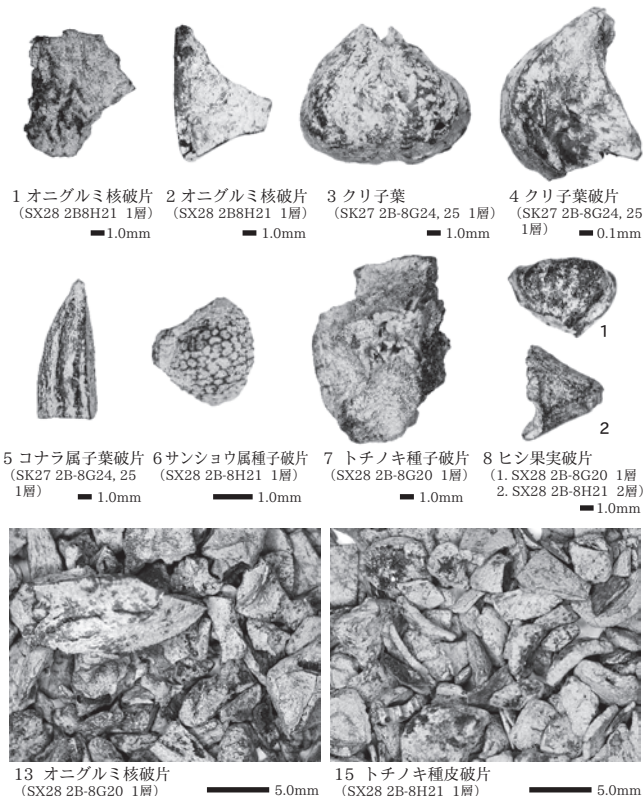 1 オニグルミ核破片
（SX28 2B8H21 1層）
1.0mm
2 オニグルミ核破片
（SX28 2B8H21 1層）
1.0mm
3 クリ子葉
（SK27 2B-8G24, 25 1層）
1.0mm
4 クリ子葉破片
（SK27 2B-8G24, 25
1層）
0.1mm
1
2
5 コナラ属子葉破片
（SK27 2B-8G24, 25
1層）
1.0mm
6サンショウ属種子破片
（SX28 2B-8H21 1層）
1.0mm
7 トチノキ種子破片
（SX28 2B-8G20 1層）
1.0mm
8 ヒシ果実破片
（1. SX28 2B-8G20 1層
2. SX28 2B-8H21 2層）
1.0mm
13 オニグルミ核破片
（SX28 2B-8G20 1層）
5.0mm
15 トチノキ種皮破片
（SX28 2B-8H21 1層）
5.0mm